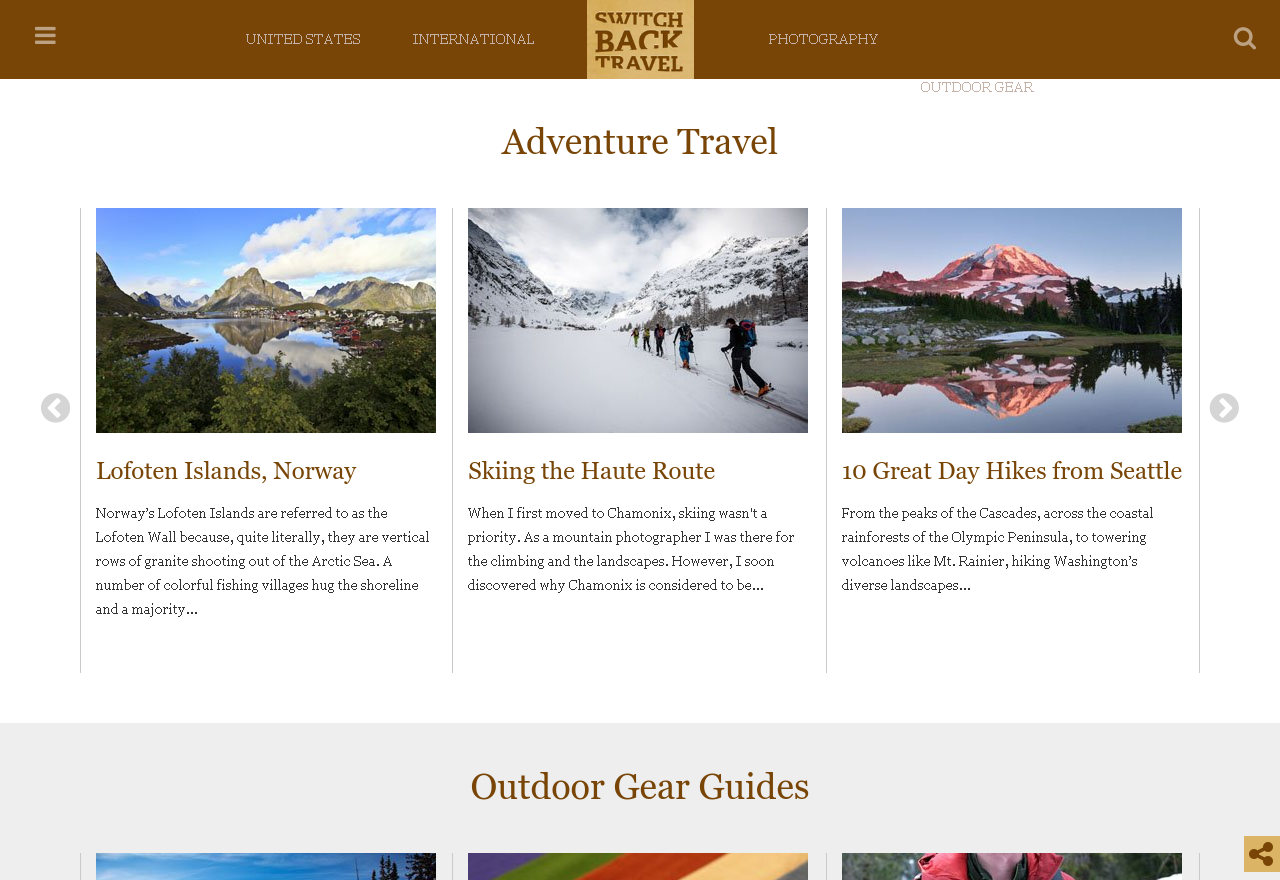 UNITED STATES
INTERNATIONAL
SWITCH
BACK
TRAVEL
PHOTOGRAPHY
OUTDOOR GEAR
Adventure Travel
Lofoten Islands, Norway
Norway’s Lofoten Islands are referred to as the
Lofoten Wall because, quite literally, they are vertical
rows of granite shooting out of the Arctic Sea. A
number of colorful fishing villages hug the shoreline
and a majority...
Skiing the Haute Route
When I first moved to Chamonix, skiing wasn't a
priority. As a mountain photographer I was there for
the climbing and the landscapes. However, I soon
discovered why Chamonix is considered to be...
10 Great Day Hikes from Seattle
From the peaks of the Cascades, across the coastal
rainforests of the Olympic Peninsula, to towering
volcanoes like Mt. Rainier, hiking Washington’s
diverse landscapes...
Outdoor Gear Guides